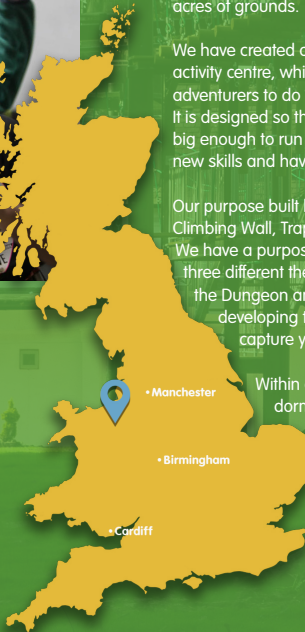 acres of grounds.
We have created a
activity centre, whi
adventurers to do
It is designed so th
big enough to run
new skills and hav
Our purpose built
Climbing Wall, Trap
We have a purpos
three different the
the Dungeon a
developing
capture y
Within
dorm
• Manchester
• Birmingham
• Cardiff